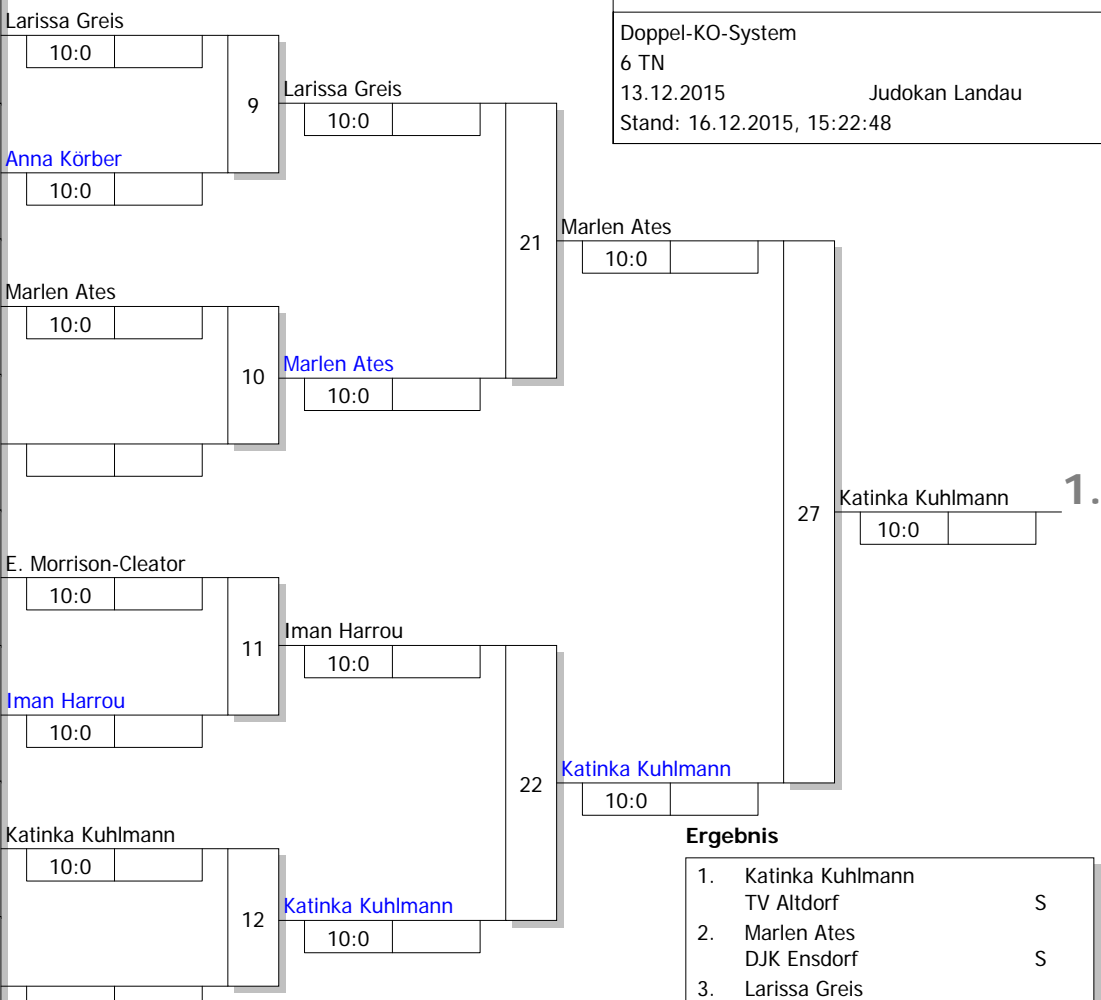 Larissa Greis
10:0
9
Anna Körber
10:0
Larissa Greis
10:0
Marlen Ates
10:0
10
Marlen Ates
10:0
21
Marlen Ates
10:0
E. Morrison-Cleator
10:0
11
Iman Harrou
10:0
Iman Harrou
10:0
Katinka Kuhlmann
10:0
12
Katinka Kuhlmann
10:0
22
Katinka Kuhlmann
10:0
27
Katinka Kuhlmann 1.
10:0
Doppel-KO-System
6 TN
13.12.2015 Judokan Landau
Stand: 16.12.2015, 15:22:48
Ergebnis
1. Katinka Kuhlmann
TV Altdorf S
2. Marlen Ates
DJK Ensdorf S
3. Larissa Greis